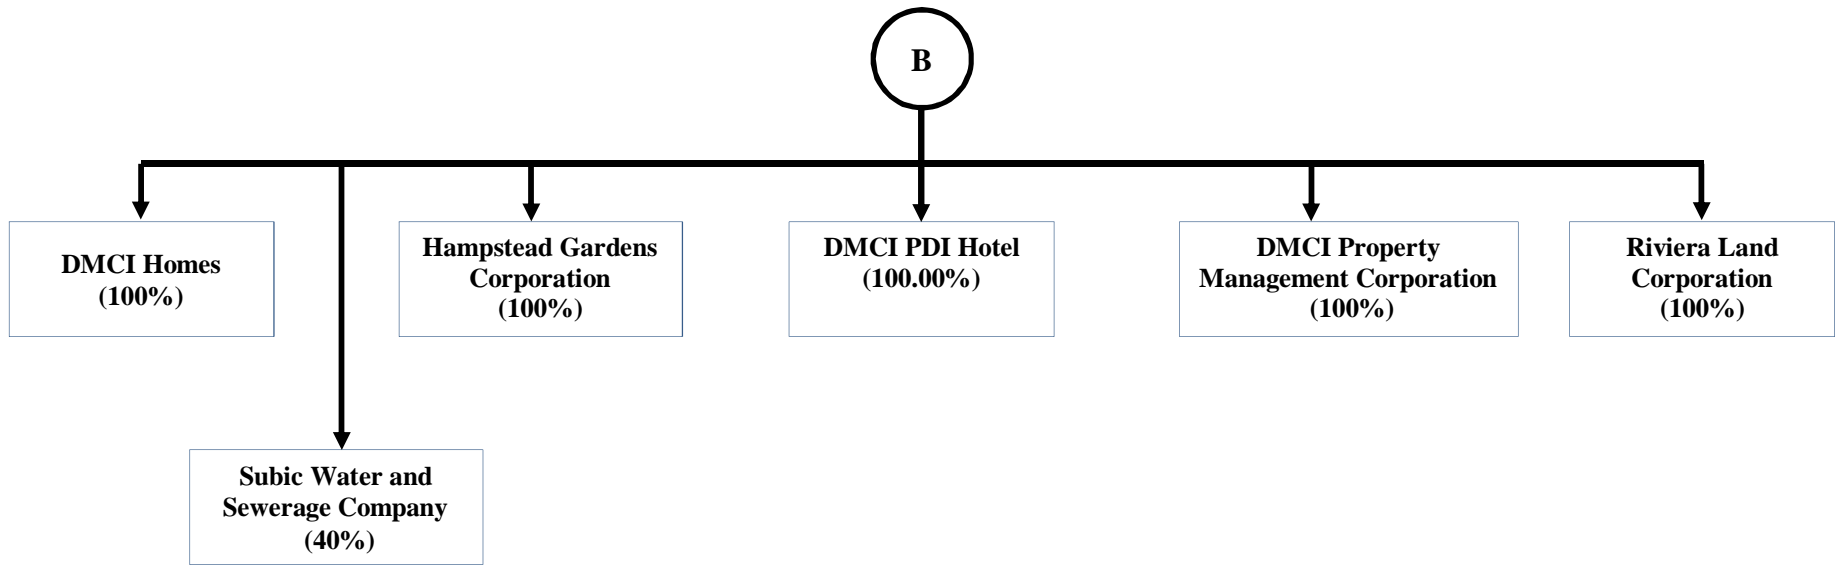 B
DMCI Homes
(100%)
Hampstead Gardens
Corporation
(100%)
DMCI PDI Hotel
(100.00%)
DMCI Property
Management Corporation
(100%)
Riviera Land
Corporation
(100%)
Subic Water and
Sewerage Company
(40%)